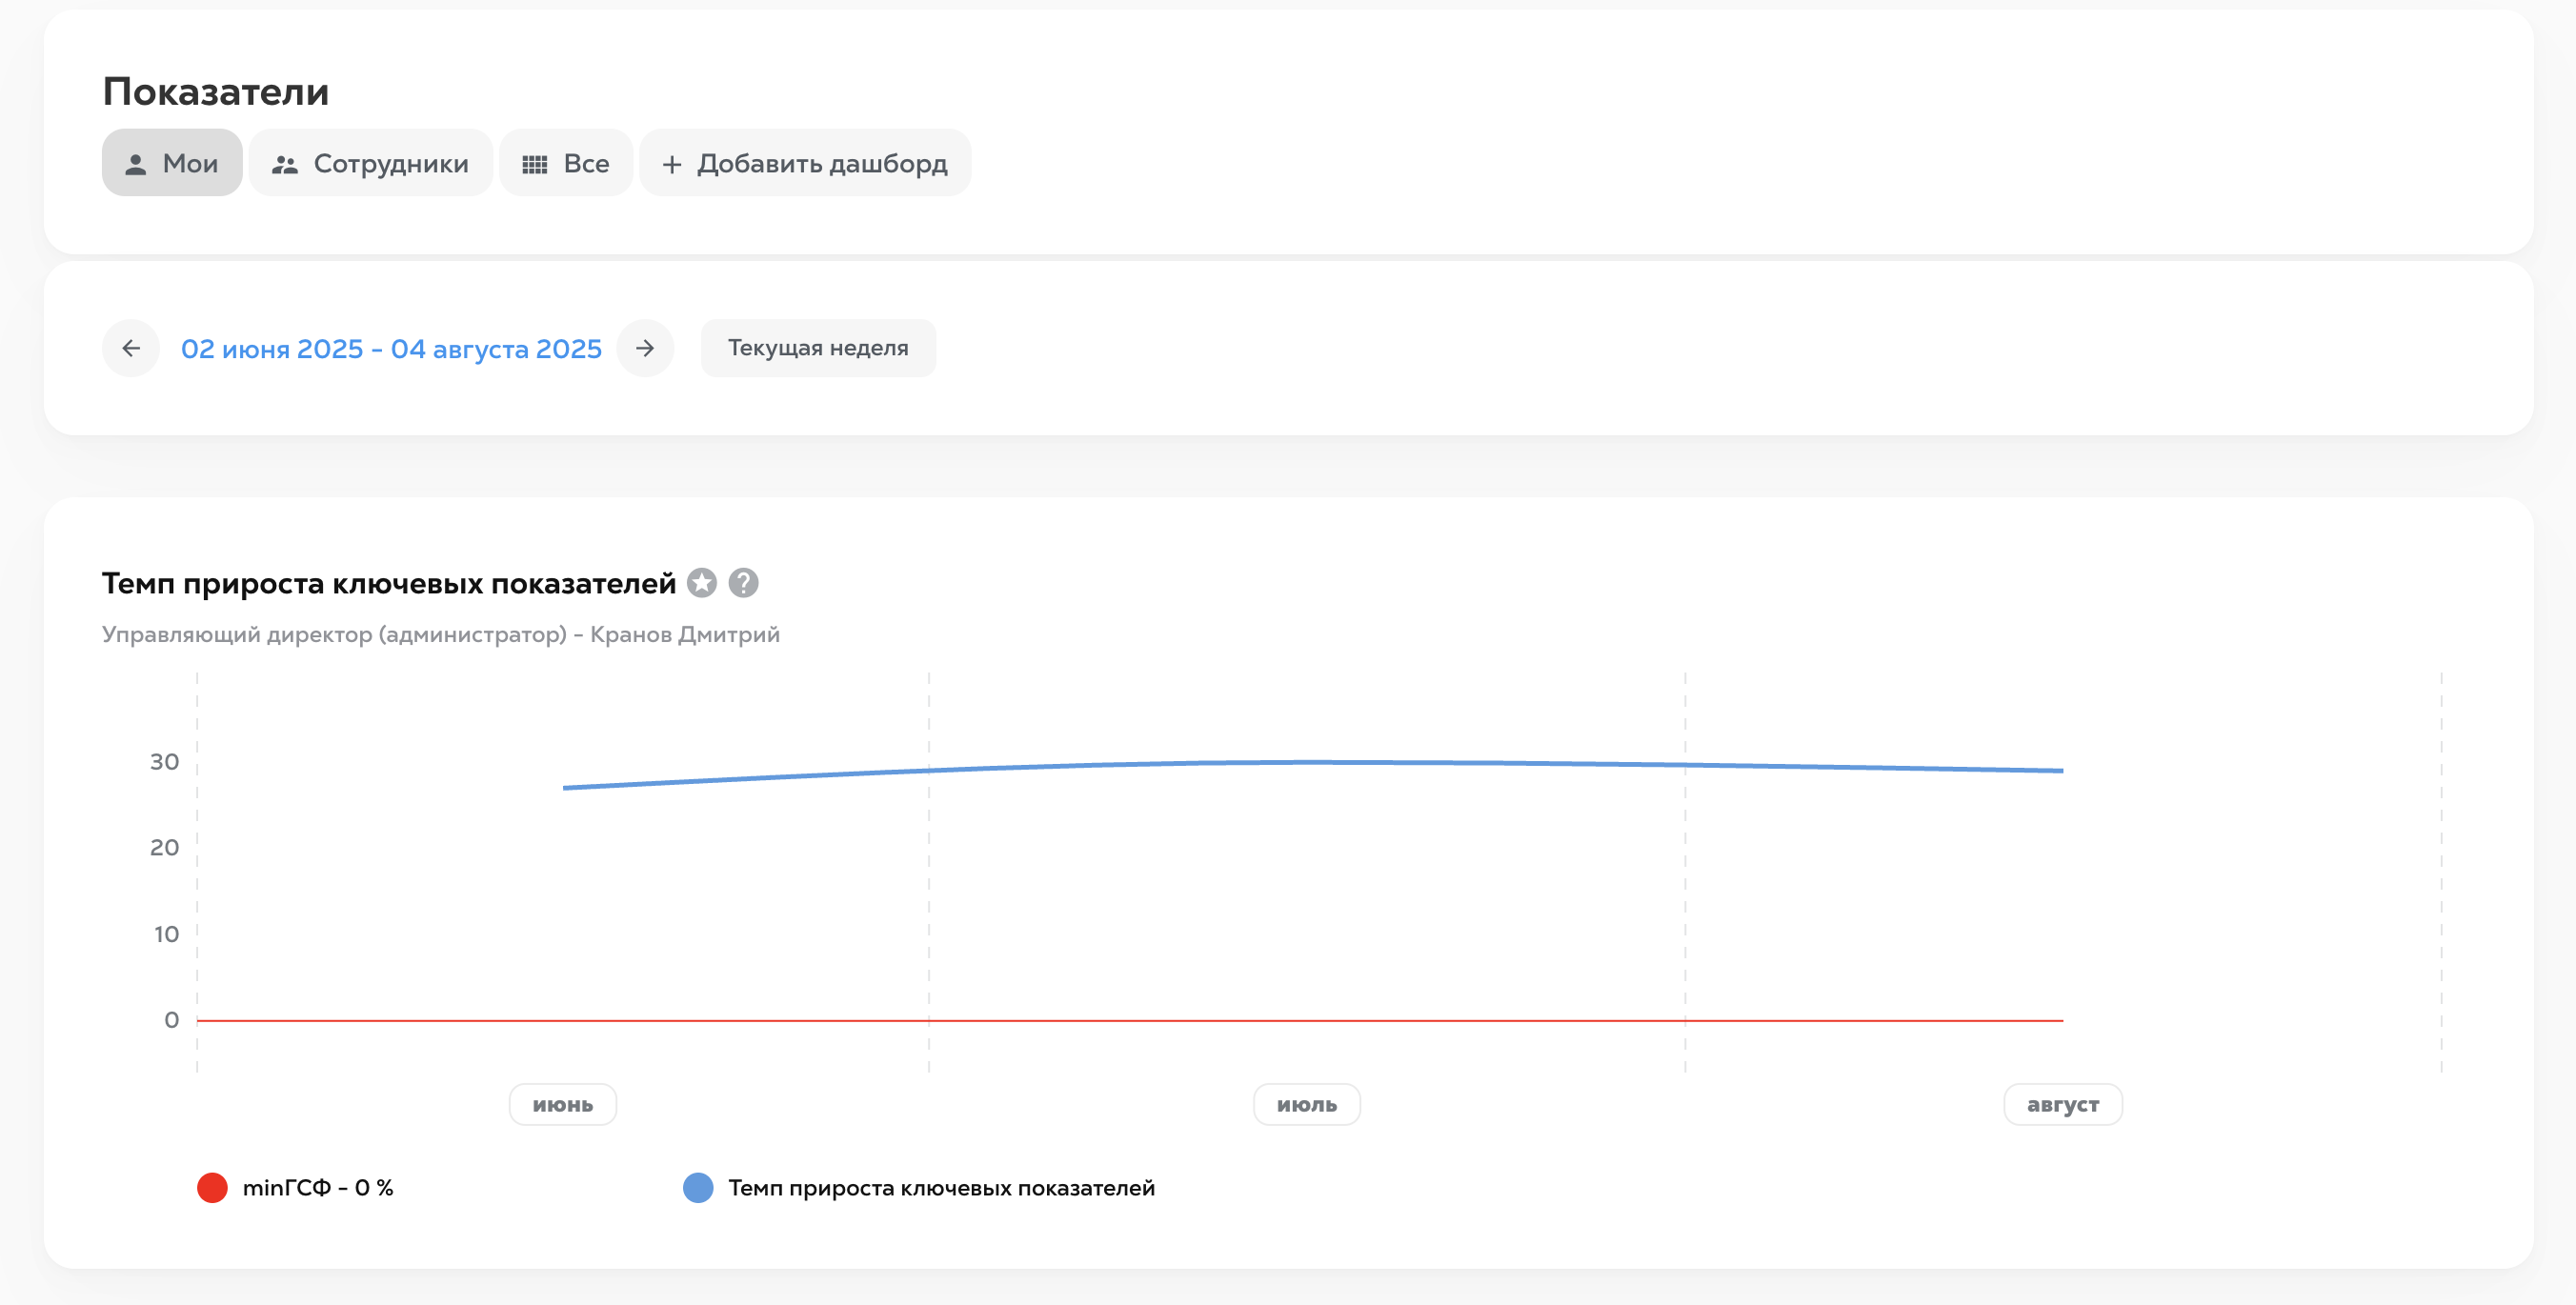 Показатели
Мои Сотрудники Все + Добавить дашборд
02 июня 2025 - 04 августа 2025 Текущая неделя
Темп прироста ключевых показателей
Управляющий директор (администратор) - Кранов Дмитрий
30
20
10
0
июнь июль август
minГСФ - 0 % Темп прироста ключевых показателей